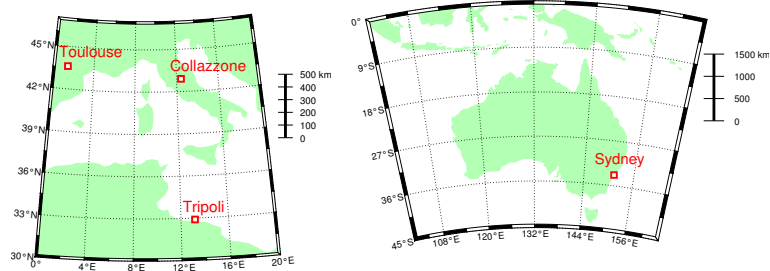 45°N
42°N
39°N
36°N
33°N
30°N
0°
4°E
8°E
12°E
16°E
20°E
Toulouse
Collazzone
Tripoli
500 km
400
300
200
100
0
0°
9°S
18°S
27°S
36°S
45°S
108°E
120°E
132°E
144°E
156°E
Sydney
1500 km
1000
500
0